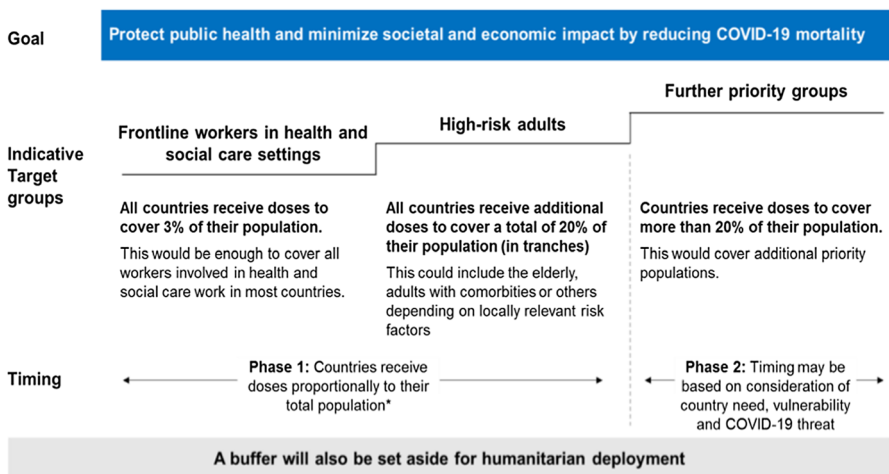 Goal
Protect public health and minimize societal and economic impact by reducing COVID-19 mortality
Indicative
Target
groups
Frontline workers in health and
social care settings
High-risk adults
Further priority groups
All countries receive doses to
cover 3% of their population.
This would be enough to cover all
workers involved in health and
social care work in most countries.
All countries receive additional
doses to cover a total of 20% of
their population (in tranches)
This could include the elderly,
adults with comorbities or others
depending on locally relevant risk
factors
Countries receive doses to cover
more than 20% of their population.
This would cover additional priority
populations.
Timing
Phase 1: Countries receive
doses proportionally to their
total population*
Phase 2: Timing may be
based on consideration of
country need, vulnerability
and COVID-19 threat
A buffer will also be set aside for humanitarian deployment